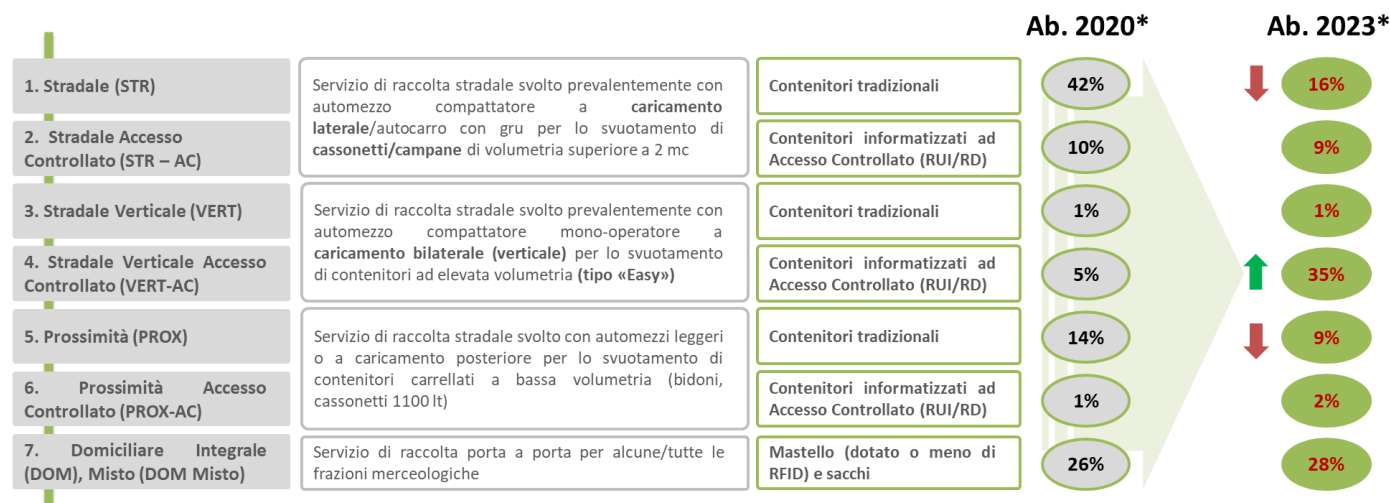 Ab. 2020*
Ab. 2023*
1. Stradale (STR)
Servizio di raccolta stradale svolto prevalentemente con
automezzo compattatore a caricamento
laterale/autocarro con gru per lo svuotamento di
cassonetti/campane di volumetria superiore a 2 mc
Contenitori tradizionali
42%
16%
2. Stradale Accesso
Controllato (STR – AC)
Contenitori informatizzati ad
Accesso Controllato (RUI/RD)
10%
9%
3. Stradale Verticale (VERT)
Servizio di raccolta stradale svolto prevalentemente con
automezzo compattatore mono-operatore a
caricamento bilaterale (verticale) per lo svuotamento
di contenitori ad elevata volumetria (tipo «Easy»)
Contenitori tradizionali
1%
1%
4. Stradale Verticale Accesso
Controllato (VERT-AC)
Contenitori informatizzati ad
Accesso Controllato (RUI/RD)
5%
35%
5. Prossimità (PROX)
Servizio di raccolta stradale svolto con automezzi leggeri
o a caricamento posteriore per lo svuotamento di
contenitori carrellati a bassa volumetria (bidoni,
cassonetti 1100 lt)
Contenitori tradizionali
14%
9%
6. Prossimità Accesso
Controllato (PROX-AC)
Contenitori informatizzati ad
Accesso Controllato (RUI/RD)
1%
2%
7. Domiciliare Integrale
(DOM), Misto (DOM Misto)
Servizio di raccolta porta a porta per alcune/tutte le
frazioni merceologiche
Mastello (dotato o meno di
RFID) e sacchi
26%
28%